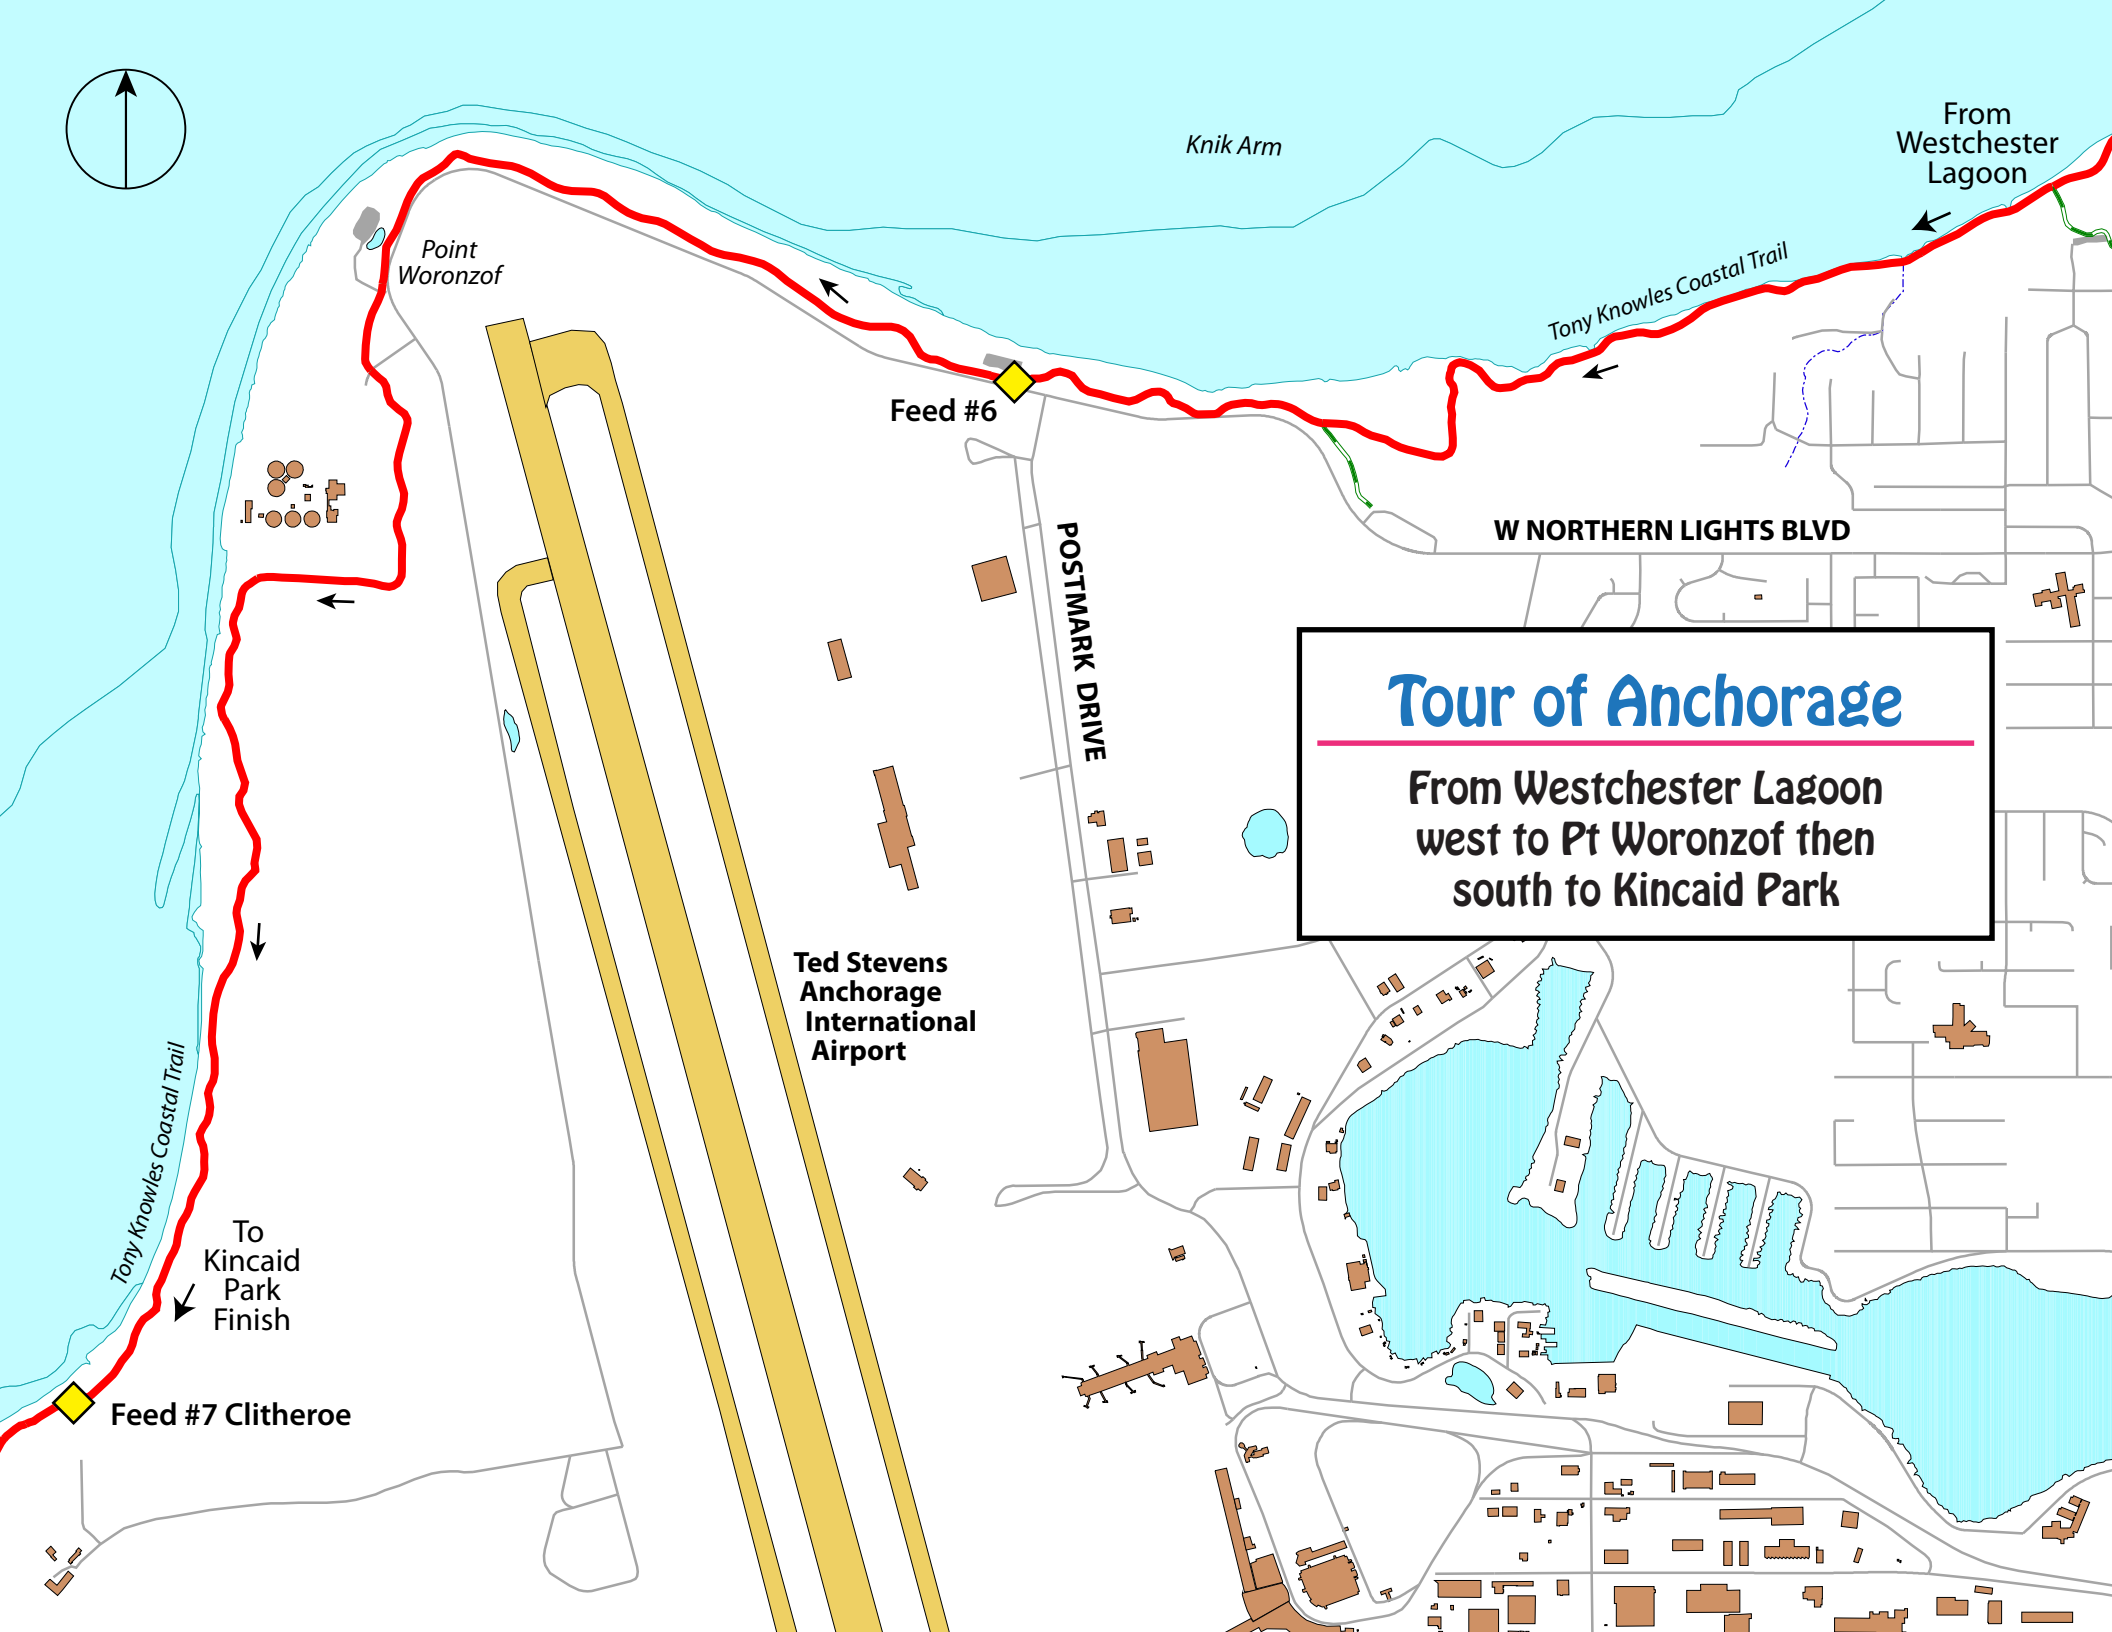 From
Westchester
Lagoon
Knik Arm
Tony Knowles Coastal Trail
Point
Woronzof
Feed #6
W NORTHERN LIGHTS BLVD
POSTMARK DRIVE
Tour of Anchorage
From Westchester Lagoon
west to Pt Woronzof then
south to Kincaid Park
Ted Stevens
Anchorage
International
Airport
Tony Knowles Coastal Trail
To
Kincaid
Park
Finish
Feed #7 Clitheroe